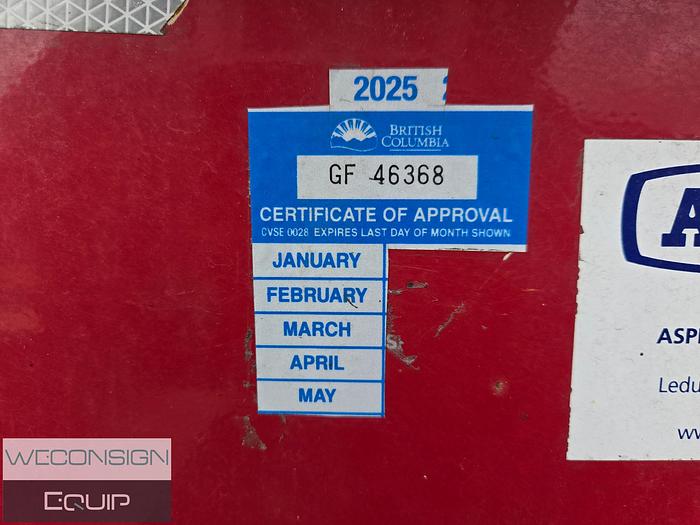 2025
BRITISH
COLUMBIA
GF 46368
CERTIFICATE OF APPROVAL
CVSE 0028 EXPIRES LAST DAY OF MONTH SHOWN
JANUARY
FEBRUARY
MARCH
APRIL
MAY
WECONSIGN
EQUIP